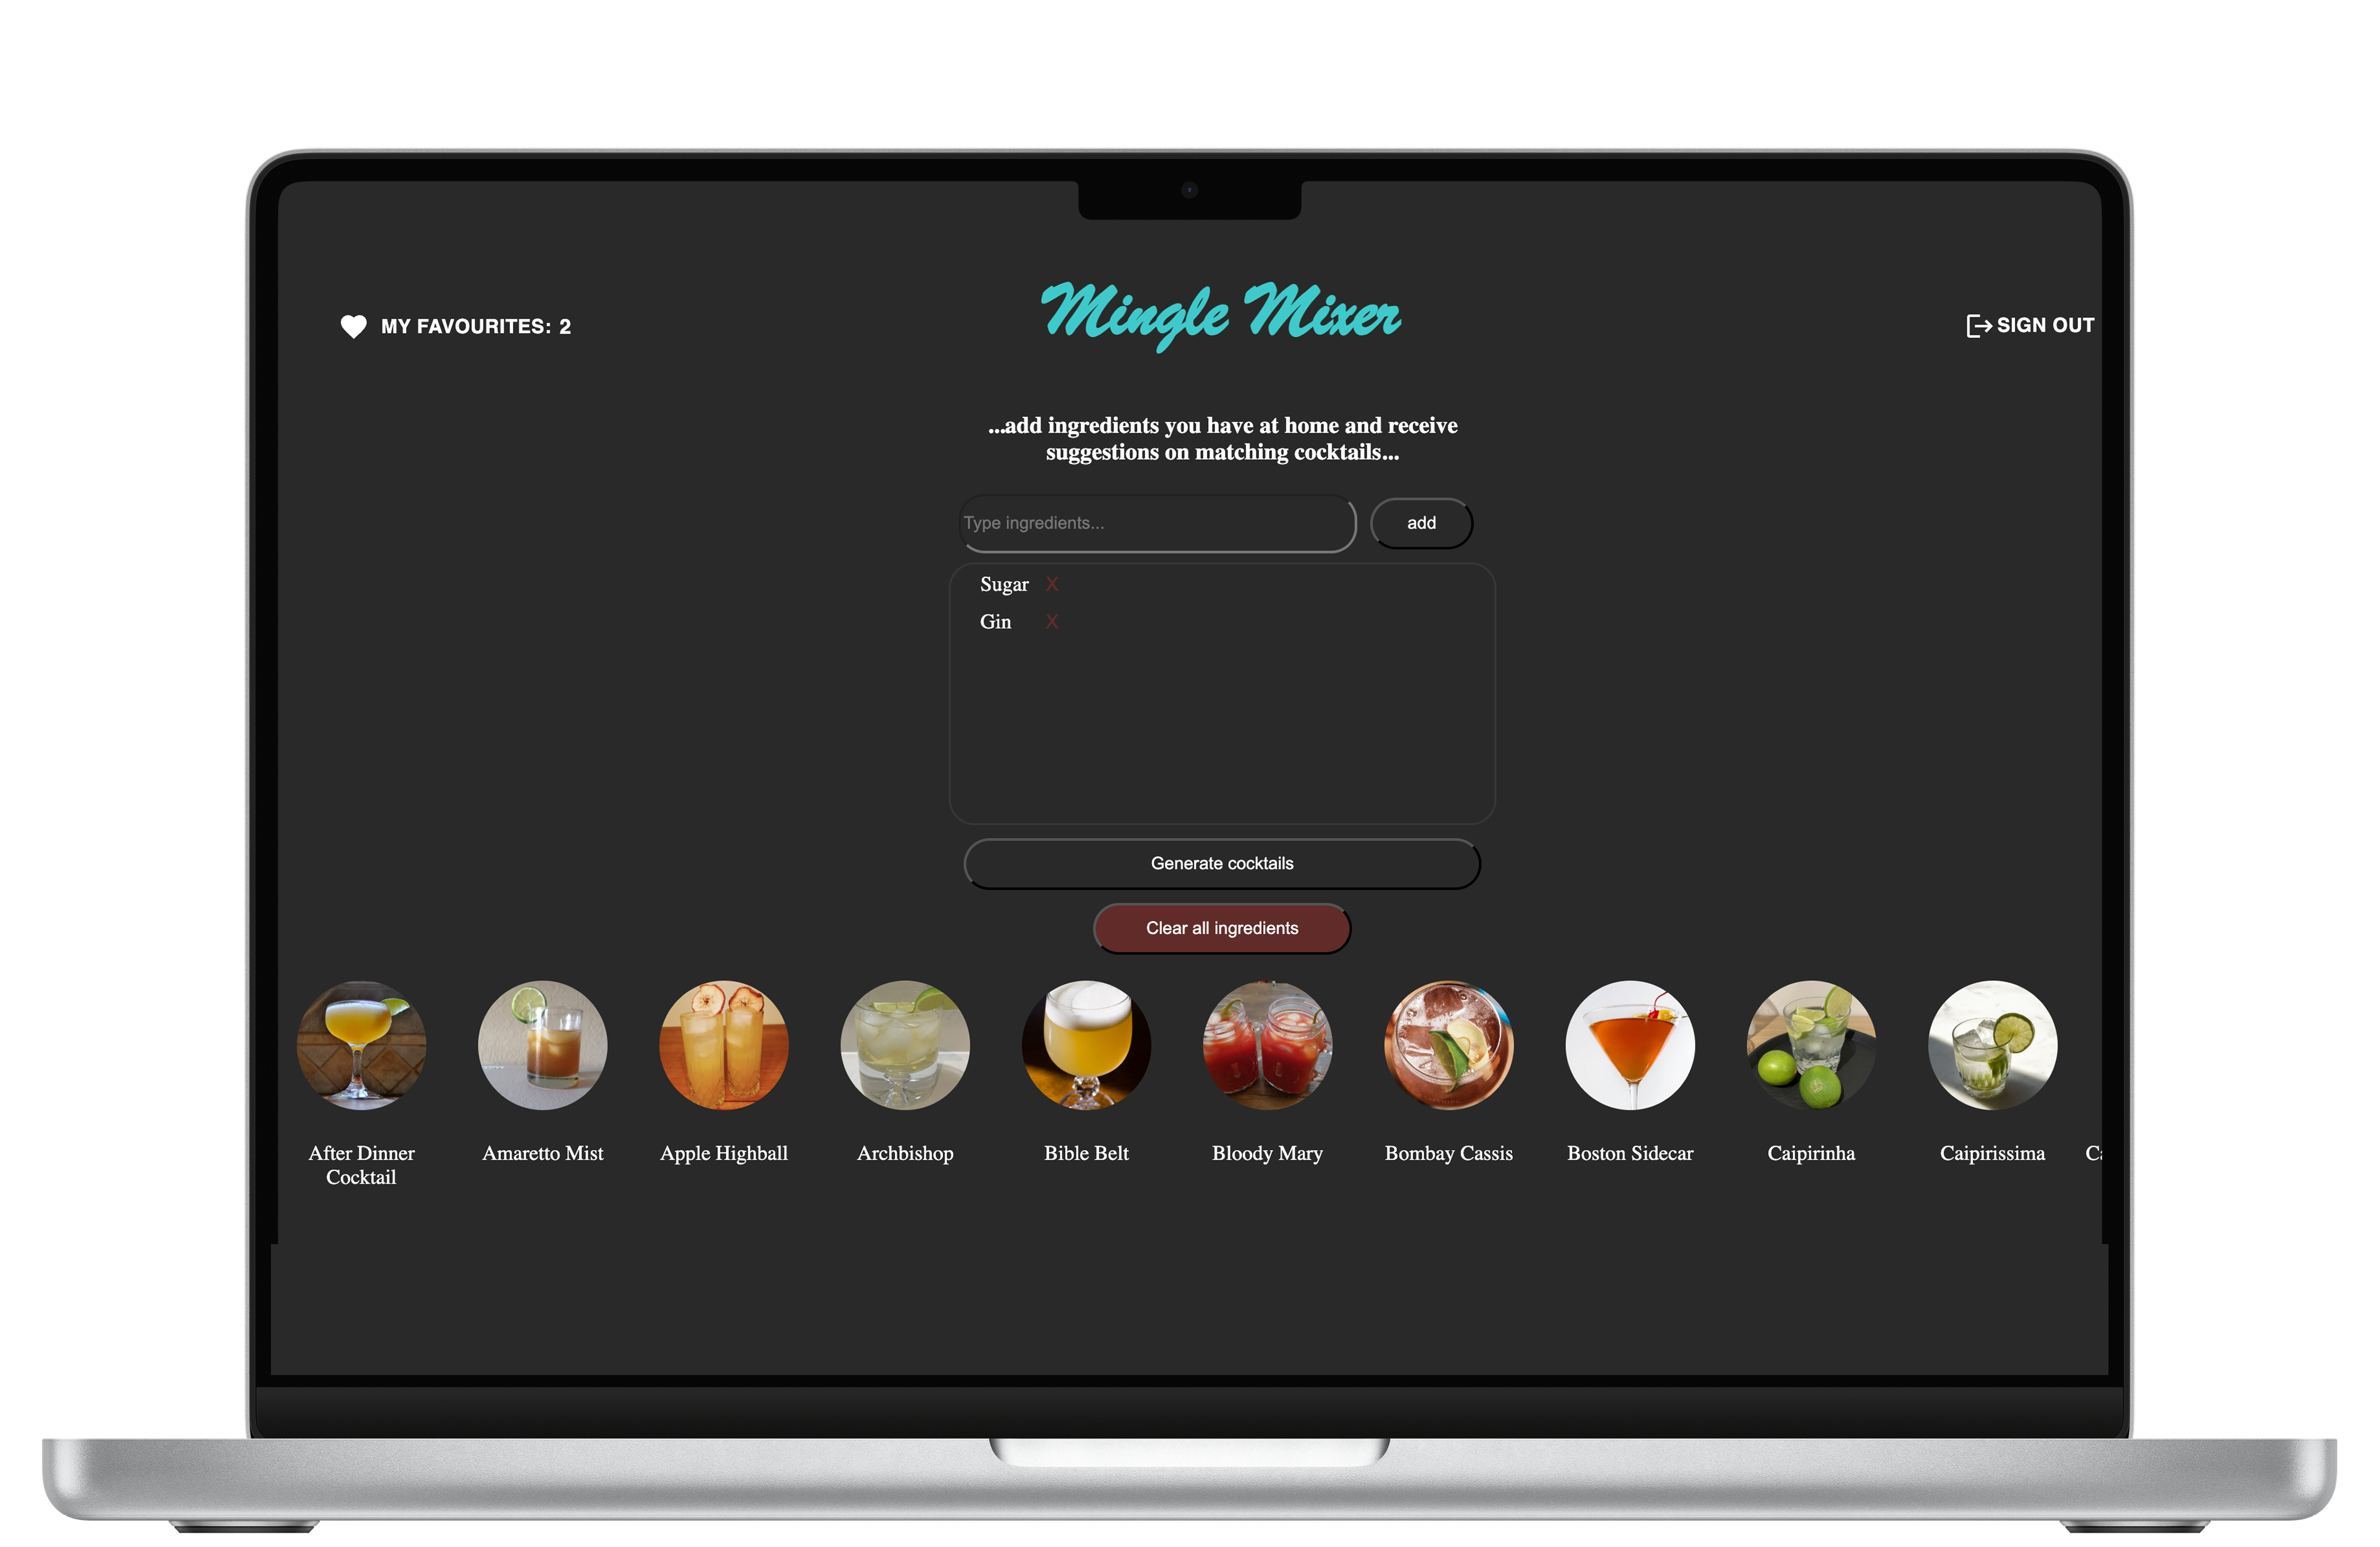 Mingle Mixer
MY FAVOURITES: 2
SIGN OUT
...add ingredients you have at home and receive
suggestions on matching cocktails...
Type ingredients...
add
Sugar X
Gin X
Generate cocktails
Clear all ingredients
After Dinner
Cocktail
Amaretto Mist
Apple Highball
Archbishop
Bible Belt
Bloody Mary
Bombay Cassis
Boston Sidecar
Caipirinha
Caipirissima